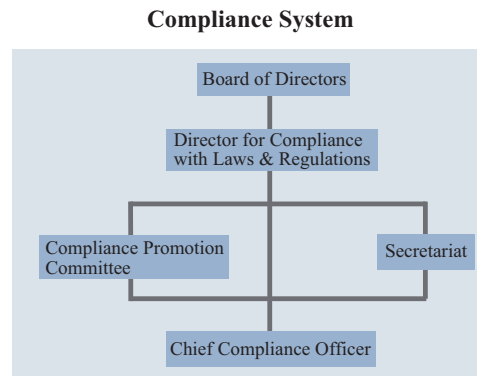 Compliance System
Board of Directors
Director for Compliance
with Laws & Regulations
Compliance Promotion
Committee
Secretariat
Chief Compliance Officer